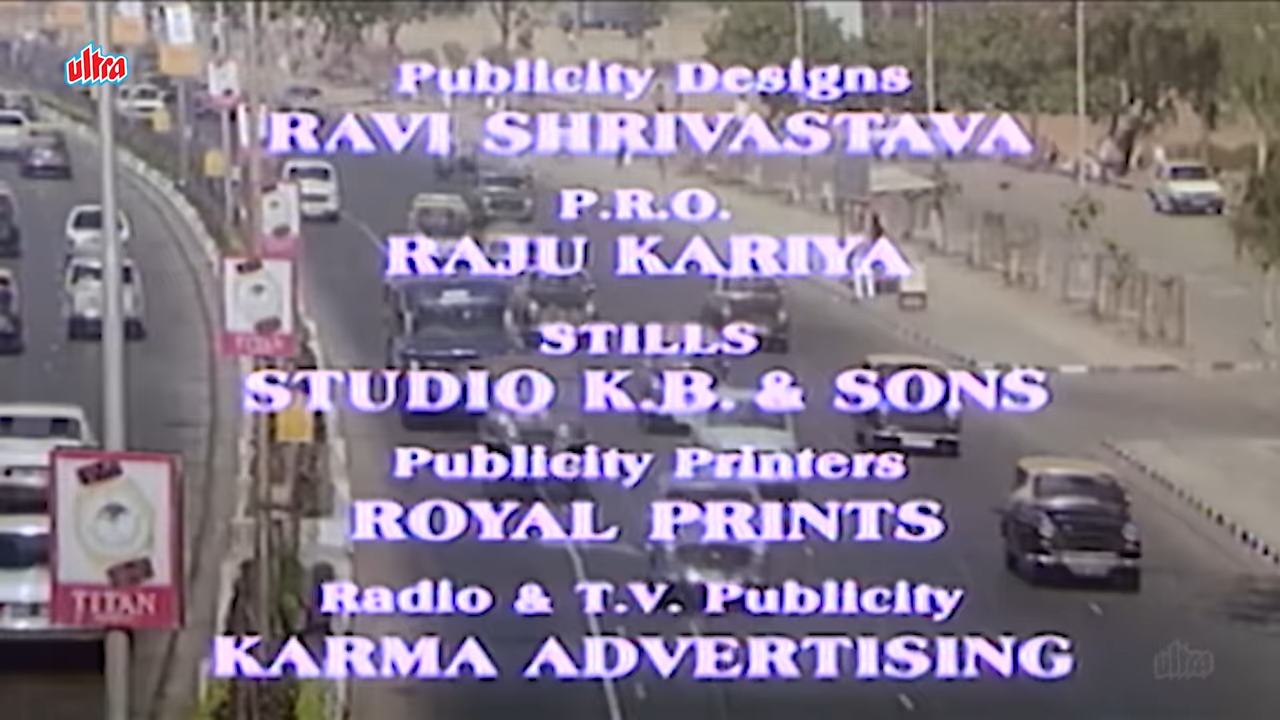 ultra
Publicity Designs
RAVI SHRIVASTAVA
P.R.O.
RAJU KARIYA
STILLS
STUDIO K.B. & SONS
Publicity Printers
ROYAL PRINTS
Radio & T.V. Publicity
KARMA ADVERTISING
TITAN
TITAN
ultra